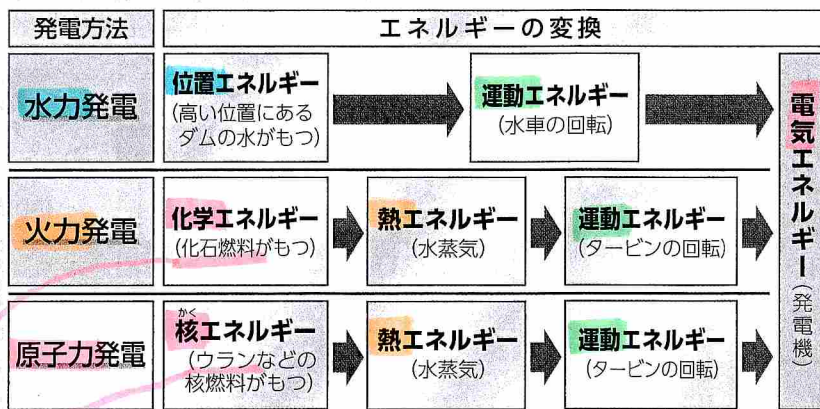 発電方法
エネルギーの変換
水力発電
位置エネルギー
(高い位置にある
ダムの水がもつ)
運動エネルギー
(水車の回転)
火力発電
化学エネルギー
(化石燃料がもつ)
熱エネルギー
(水蒸気)
運動エネルギー
(タービンの回転)
原子力発電
かく
核エネルギー
(ウランなどの
核燃料がもつ)
熱エネルギー
(水蒸気)
運動エネルギー
(タービンの回転)
電気エネルギー(発電機)